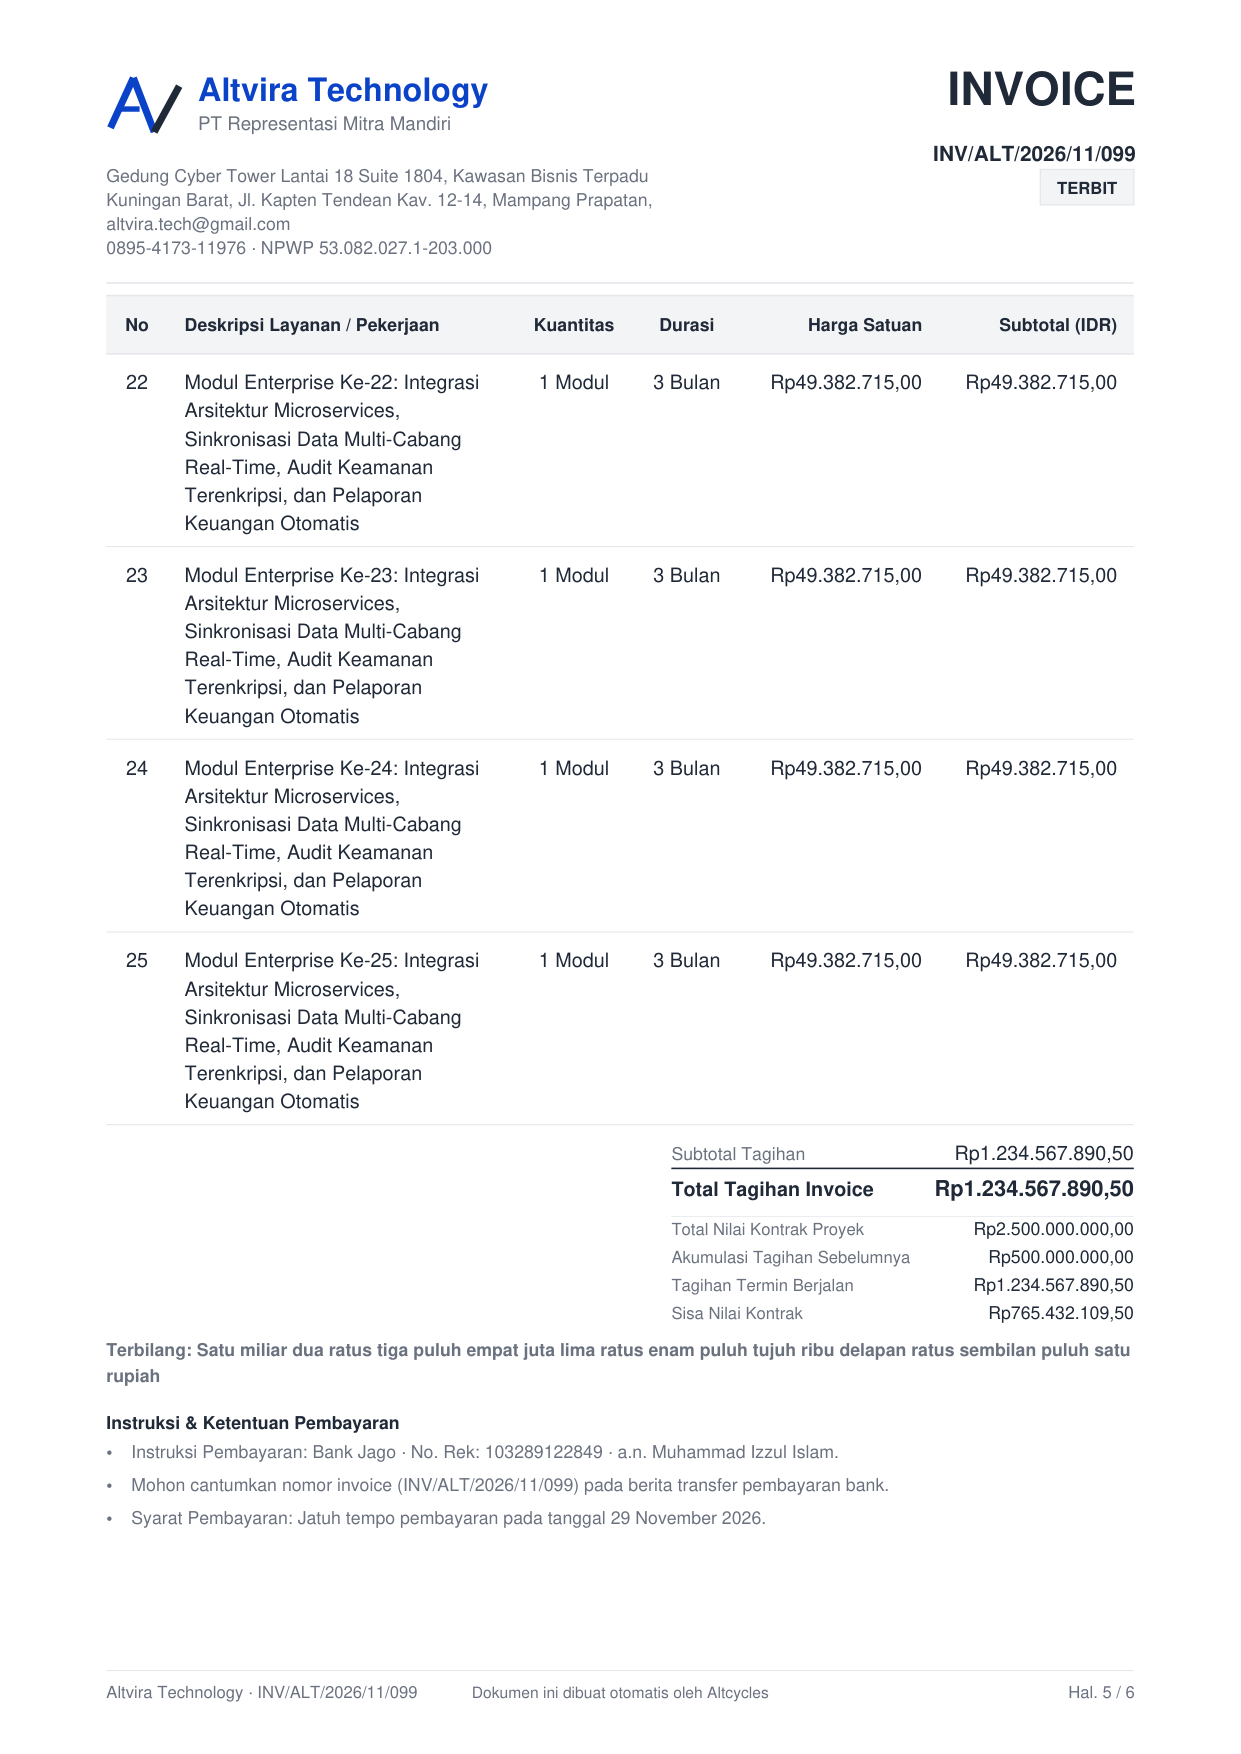 Altvira Technology
PT Representasi Mitra Mandiri
INVOICE
INV/ALT/2026/11/099
TERBIT
Gedung Cyber Tower Lantai 18 Suite 1804, Kawasan Bisnis Terpadu
Kuningan Barat, Jl. Kapten Tendean Kav. 12-14, Mampang Prapatan,
altvira.tech@gmail.com
0895-4173-11976 · NPWP 53.082.027.1-203.000
No Deskripsi Layanan / Pekerjaan Kuantitas Durasi Harga Satuan Subtotal (IDR)
22 Modul Enterprise Ke-22: Integrasi 1 Modul 3 Bulan Rp49.382.715,00 Rp49.382.715,00
Arsitektur Microservices,
Sinkronisasi Data Multi-Cabang
Real-Time, Audit Keamanan
Terenkripsi, dan Pelaporan
Keuangan Otomatis
23 Modul Enterprise Ke-23: Integrasi 1 Modul 3 Bulan Rp49.382.715,00 Rp49.382.715,00
Arsitektur Microservices,
Sinkronisasi Data Multi-Cabang
Real-Time, Audit Keamanan
Terenkripsi, dan Pelaporan
Keuangan Otomatis
24 Modul Enterprise Ke-24: Integrasi 1 Modul 3 Bulan Rp49.382.715,00 Rp49.382.715,00
Arsitektur Microservices,
Sinkronisasi Data Multi-Cabang
Real-Time, Audit Keamanan
Terenkripsi, dan Pelaporan
Keuangan Otomatis
25 Modul Enterprise Ke-25: Integrasi 1 Modul 3 Bulan Rp49.382.715,00 Rp49.382.715,00
Arsitektur Microservices,
Sinkronisasi Data Multi-Cabang
Real-Time, Audit Keamanan
Terenkripsi, dan Pelaporan
Keuangan Otomatis
Subtotal Tagihan Rp1.234.567.890,50
Total Tagihan Invoice Rp1.234.567.890,50
Total Nilai Kontrak Proyek Rp2.500.000.000,00
Akumulasi Tagihan Sebelumnya Rp500.000.000,00
Tagihan Termin Berjalan Rp1.234.567.890,50
Sisa Nilai Kontrak Rp765.432.109,50
Terbilang: Satu miliar dua ratus tiga puluh empat juta lima ratus enam puluh tujuh ribu delapan ratus sembilan puluh satu
rupiah
Instruksi & Ketentuan Pembayaran
• Instruksi Pembayaran: Bank Jago · No. Rek: 103289122849 · a.n. Muhammad Izzul Islam.
• Mohon cantumkan nomor invoice (INV/ALT/2026/11/099) pada berita transfer pembayaran bank.
• Syarat Pembayaran: Jatuh tempo pembayaran pada tanggal 29 November 2026.
Altvira Technology · INV/ALT/2026/11/099 Dokumen ini dibuat otomatis oleh Altcycles Hal. 5 / 6